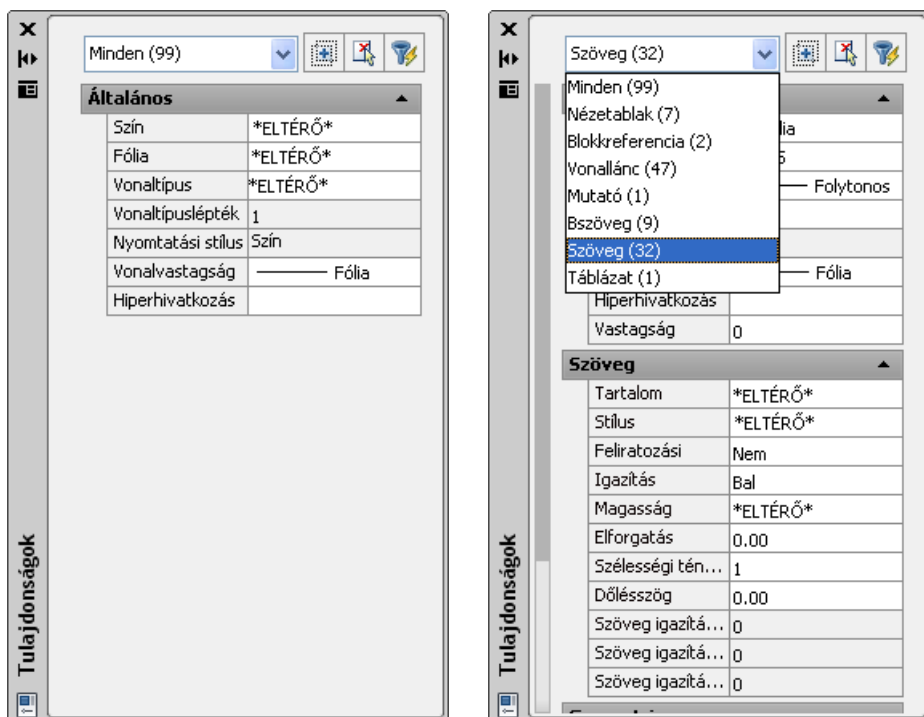 Minden (99)
Általános
Szín *ELTÉRŐ*
Fólia *ELTÉRŐ*
Vonaltípus *ELTÉRŐ*
Vonaltípuslépték 1
Nyomtatási stílus Szín
Vonalvastagság Fólia
Hiperhivatkozás
Tulajdonságok
Szöveg (32)
Minden (99)
Nézetablak (7)
Blokkreferencia (2)
Vonallánc (47)
Mutató (1)
Bszöveg (9)
Szöveg (32)
Táblázat (1)
Folytonos
Fólia
Hiperhivatkozás
Vastagság 0
Szöveg
Tartalom *ELTÉRŐ*
Stílus *ELTÉRŐ*
Feliratozási Nem
Igazítás Bal
Magasság *ELTÉRŐ*
Elforgatás 0.00
Szélességi tén... 1
Dőlésszög 0.00
Szöveg igazítá... 0
Szöveg igazítá... 0
Szöveg igazítá... 0
Tulajdonságok